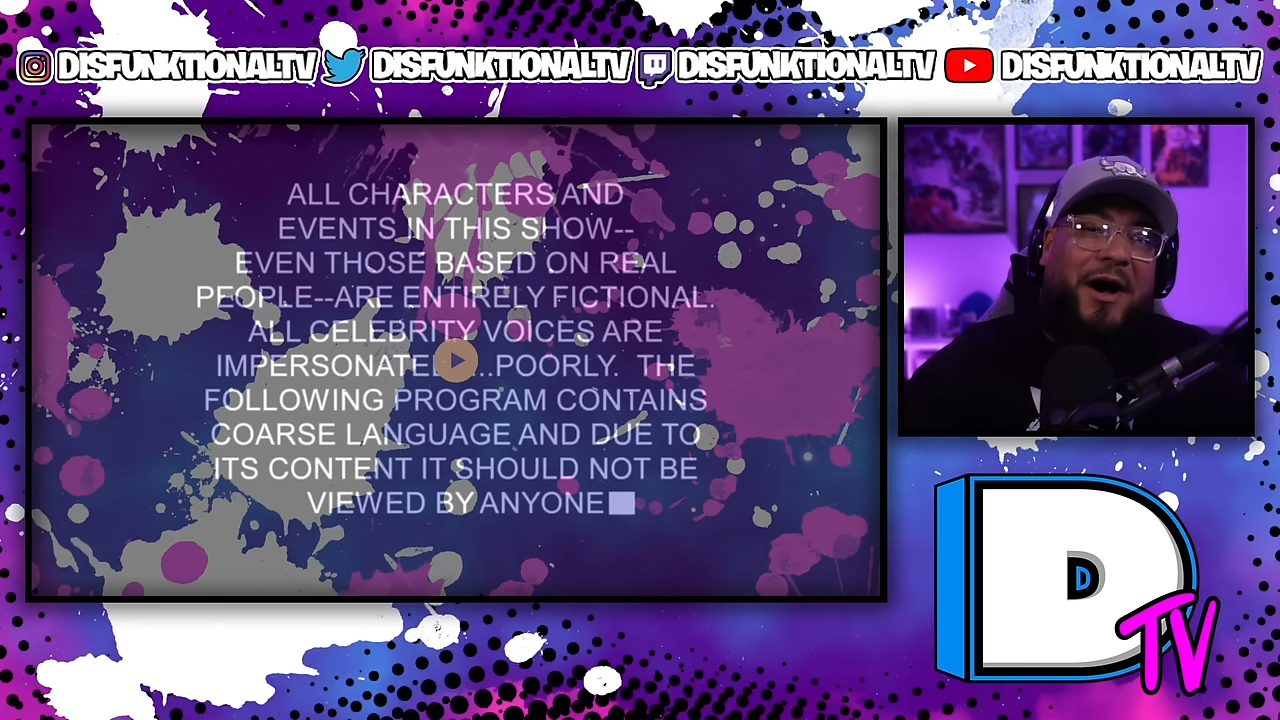 DISFUNKTIONALTV DISFUNKTIONALTV DISFUNKTIONALTV DISFUNKTIONALTV
ALL CHARACTERS AND
EVENTS IN THIS SHOW--
EVEN THOSE BASED ON REAL
PEOPLE--ARE ENTIRELY FICTIONAL.
ALL CELEBRITY VOICES ARE
IMPERSONATED...POORLY. THE
FOLLOWING PROGRAM CONTAINS
COARSE LANGUAGE AND DUE TO
ITS CONTENT IT SHOULD NOT BE
VIEWED BY ANYONE
D
D
TV